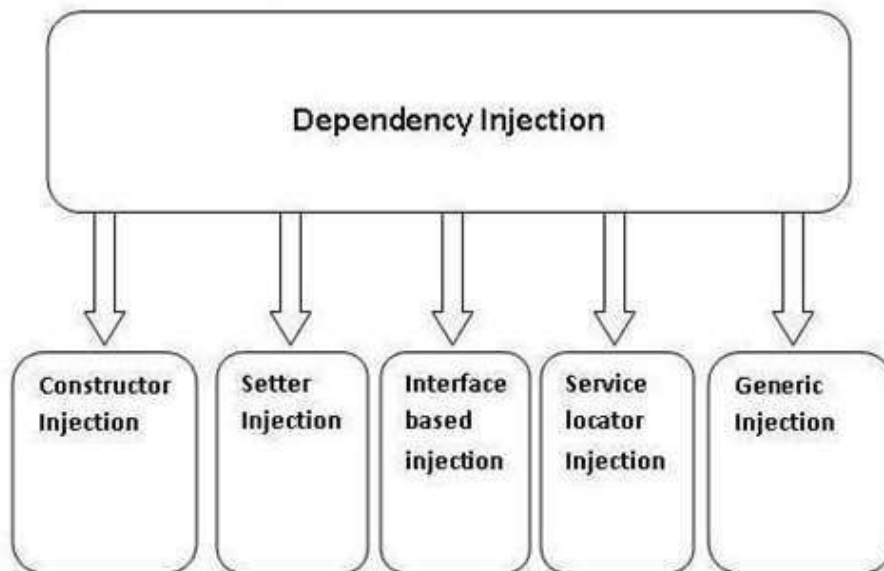 Dependency Injection
Constructor
Injection
Setter
Injection
Interface
based
injection
Service
locator
Injection
Generic
Injection